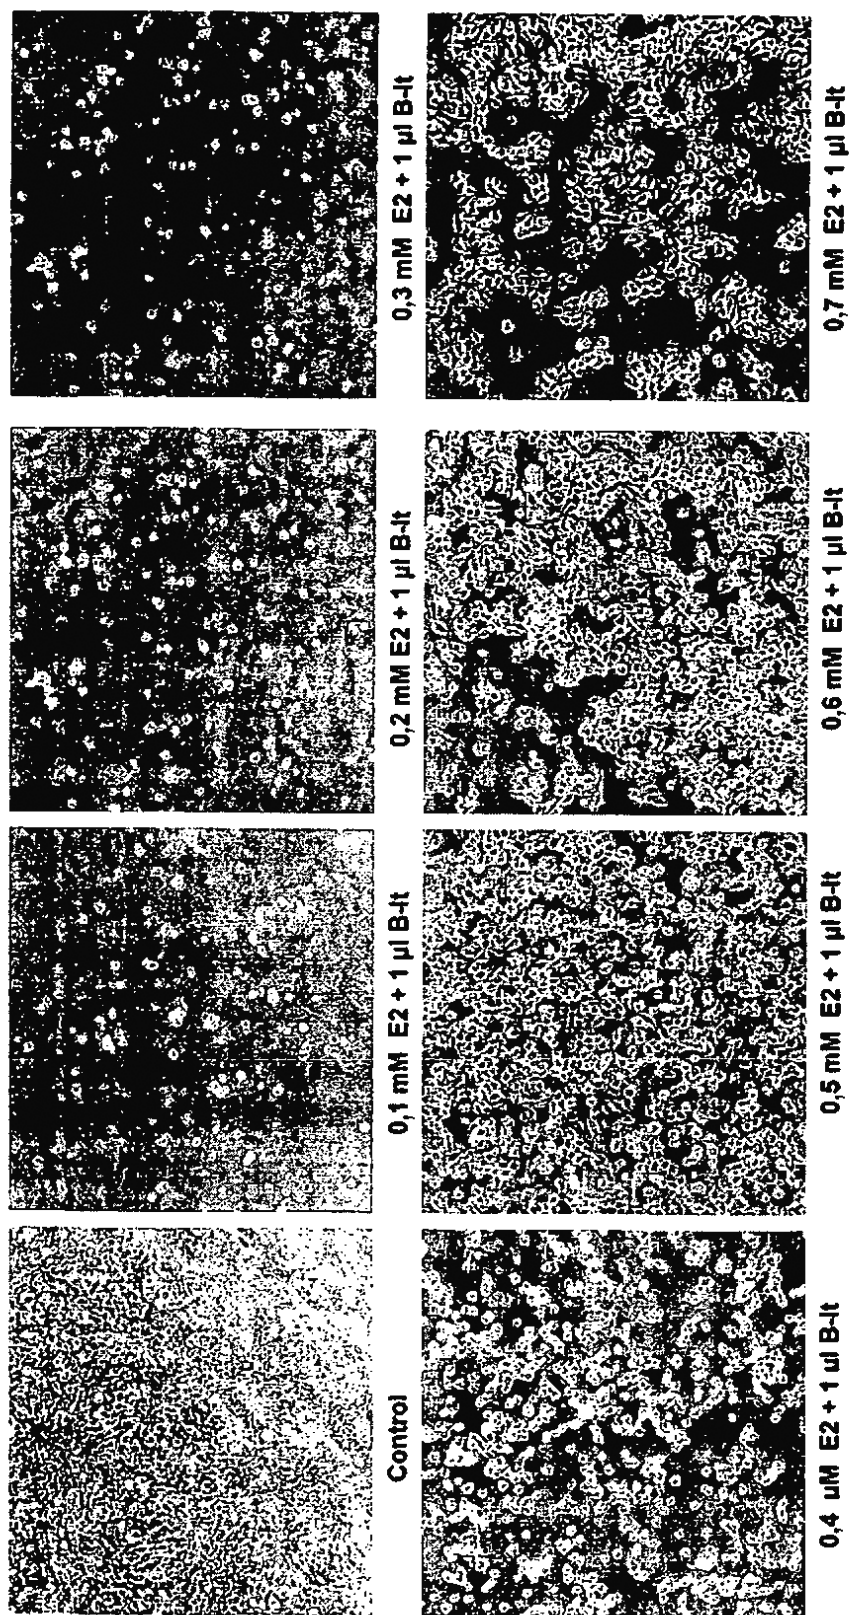 Control
0,1 mM E2 + 1 µl B-lt
0,2 mM E2 + 1 µl B-lt
0,3 mM E2 + 1 µl B-lt
0,4 µM E2 + 1 µl B-lt
0,5 mM E2 + 1 µl B-lt
0,6 mM E2 + 1 µl B-lt
0,7 mM E2 + 1 µl B-lt